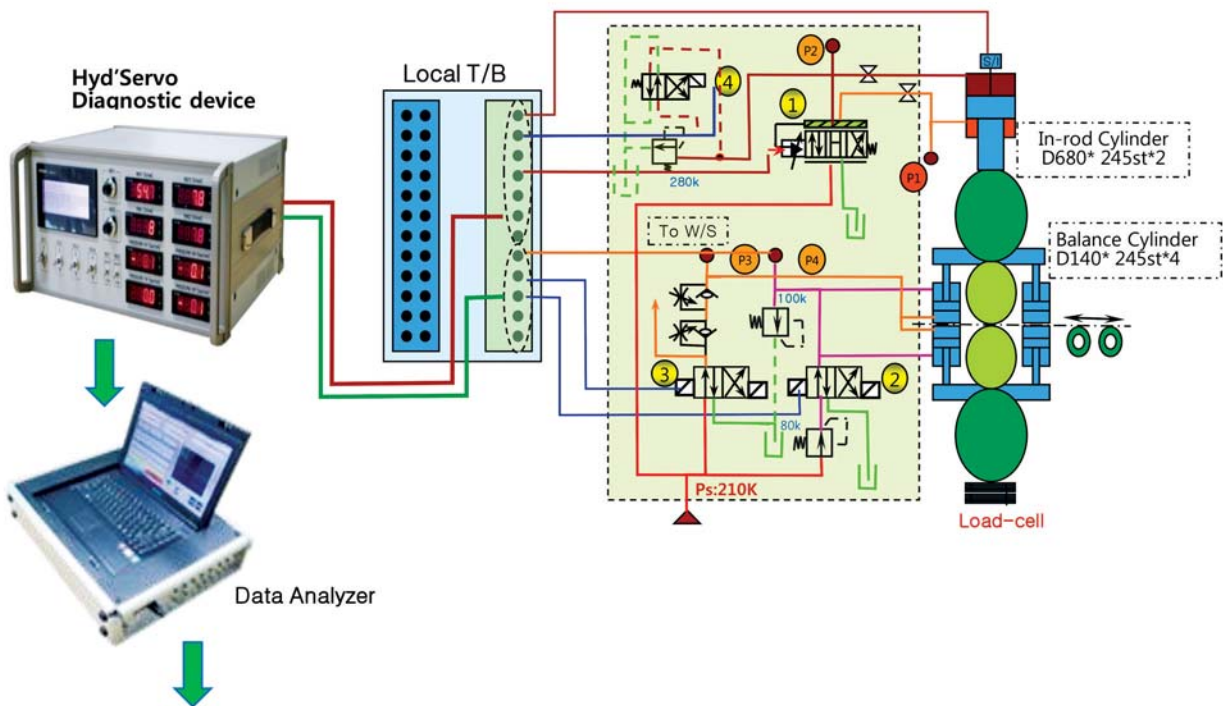 Hyd'Servo
Diagnostic device
Local T/B
P2
4
1
S/I
In-rod Cylinder
D680* 245st*2
280k
P1
To W/S
P3
P4
Balance Cylinder
D140* 245st*4
100k
3
2
80k
Ps:210K
Load-cell
Data Analyzer